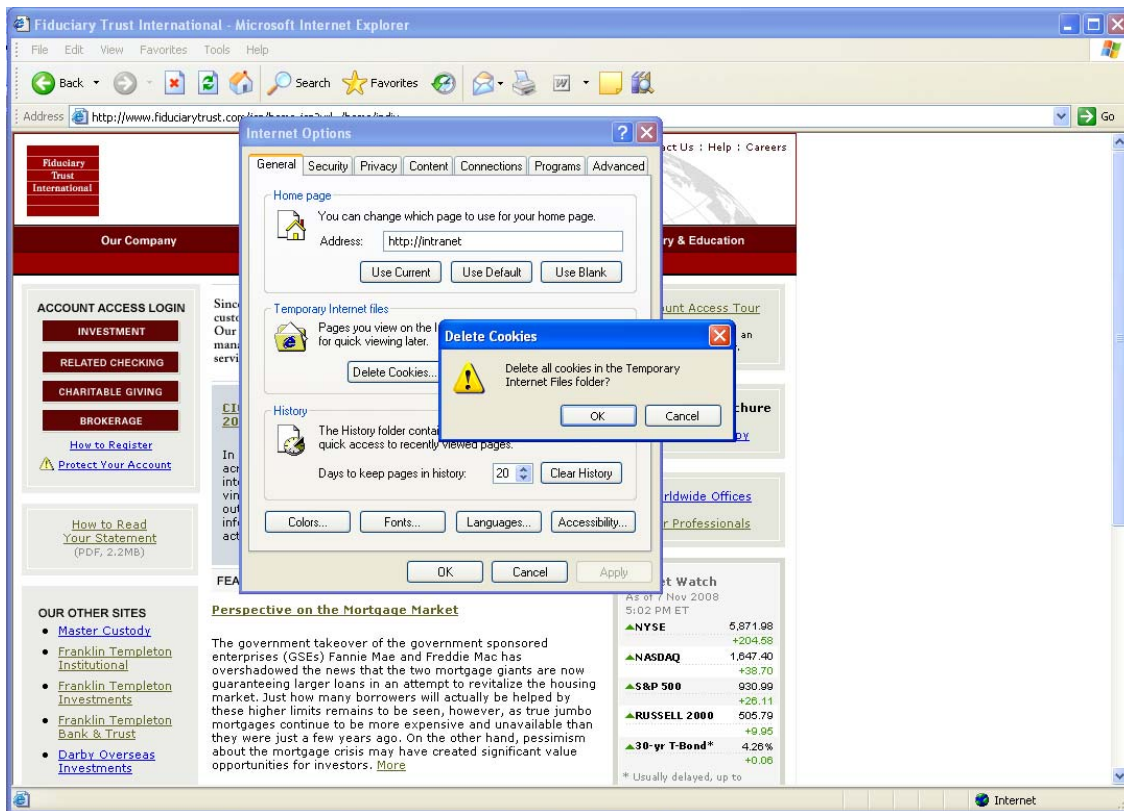 Fiduciary Trust International - Microsoft Internet Explorer
File Edit View Favorites Tools Help
Back Search Favorites
Address http://www.fiduciarytrust.com
Go
Fiduciary
Trust
International
Us : Help : Careers
Our Company
& Education
ACCOUNT ACCESS LOGIN
INVESTMENT
RELATED CHECKING
CHARITABLE GIVING
BROKERAGE
How to Register
Protect Your Account
How to Read
Your Statement
(PDF, 2.2MB)
OUR OTHER SITES
Master Custody
Franklin Templeton
Institutional
Franklin Templeton
Investments
Franklin Templeton
Bank & Trust
Darby Overseas
Investments
Internet Options
General Security Privacy Content Connections Programs Advanced
Home page
You can change which page to use for your home page.
Address: http://intranet
Use Current Use Default Use Blank
Temporary Internet files
Pages you view on the I
for quick viewing later.
Delete Cookies...
History
The History folder contai
quick access to recently viewed pages.
Days to keep pages in history: 20 Clear History
Colors... Fonts... Languages... Accessibility...
OK Cancel Apply
Delete Cookies
Delete all cookies in the Temporary
Internet Files folder?
OK Cancel
Since
Our
servi
In
20
FEA
Perspective on the Mortgage Market
The government takeover of the government sponsored
enterprises (GSEs) Fannie Mae and Freddie Mac has
overshadowed the news that the two mortgage giants are now
guaranteeing larger loans in an attempt to revitalize the housing
market. Just how many borrowers will actually be helped by
these higher limits remains to be seen, however, as true jumbo
mortgages continue to be more expensive and unavailable than
they were just a few years ago. On the other hand, pessimism
about the mortgage crisis may have created significant value
opportunities for investors. More
unt Access Tour
an
chure
rldwide Offices
r Professionals
et Watch
As of 7 Nov 2008
5:02 PM ET
NYSE 5,871.98
+204.58
NASDAQ 1,647.40
+38.70
S&P 500 930.99
+26.11
RUSSELL 2000 505.79
+9.95
30-yr T-Bond* 4.26%
+0.06
* Usually delayed, up to
Internet